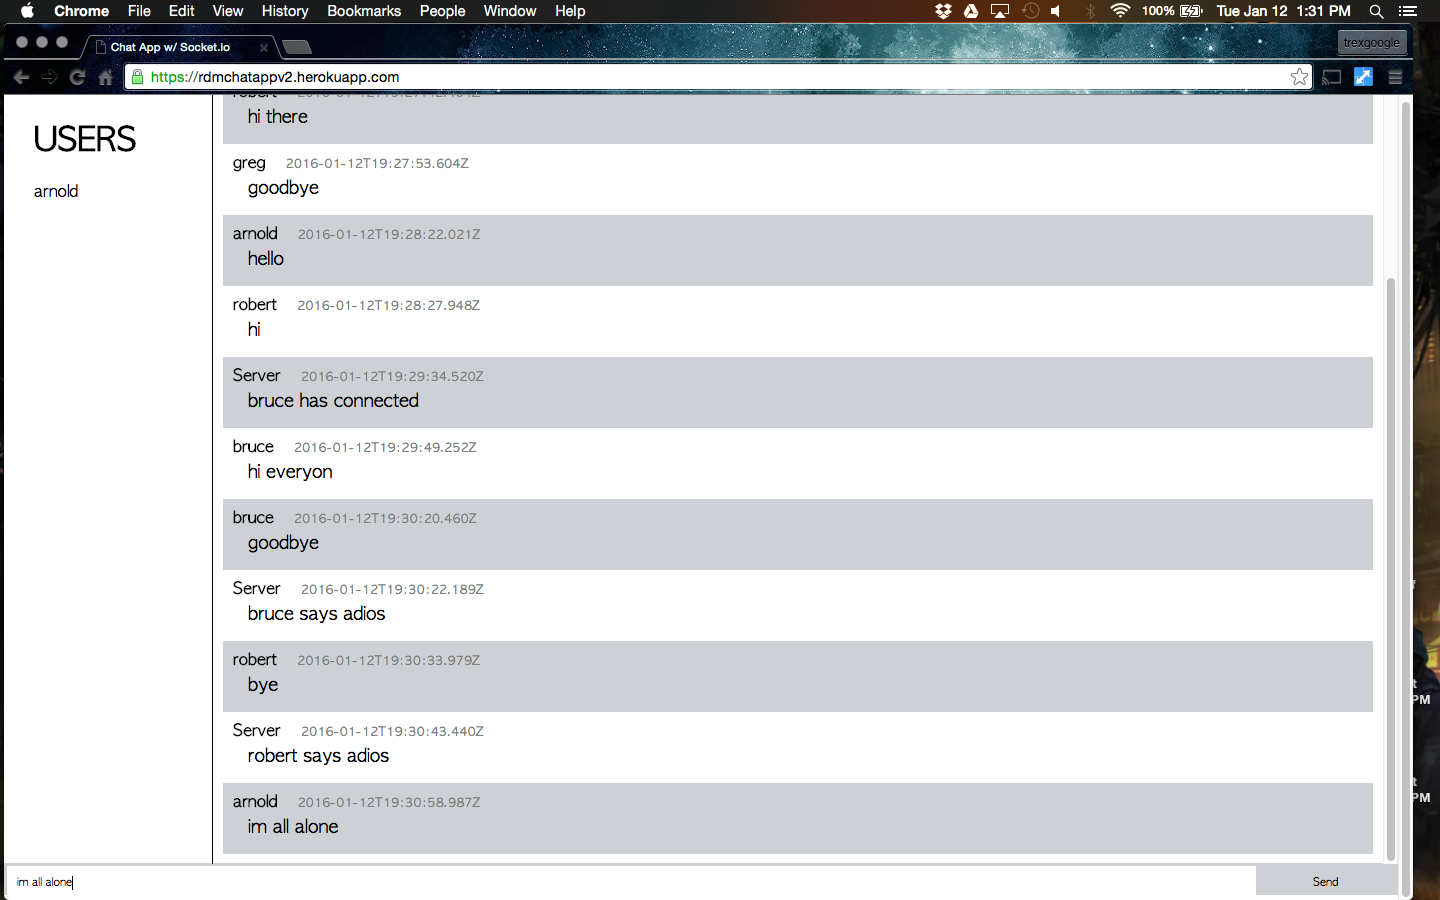 Chrome File Edit View History Bookmarks People Window Help 100% Tue Jan 12 1:31 PM
Chat App w/ Socket.io
trexgoogle
https://rdmchatappv2.herokuapp.com
USERS
arnold
hi there
greg 2016-01-12T19:27:53.604Z
goodbye
arnold 2016-01-12T19:28:22.021Z
hello
robert 2016-01-12T19:28:27.948Z
hi
Server 2016-01-12T19:29:34.520Z
bruce has connected
bruce 2016-01-12T19:29:49.252Z
hi everyon
bruce 2016-01-12T19:30:20.460Z
goodbye
Server 2016-01-12T19:30:22.189Z
bruce says adios
robert 2016-01-12T19:30:33.979Z
bye
Server 2016-01-12T19:30:43.440Z
robert says adios
arnold 2016-01-12T19:30:58.987Z
im all alone
im all alone
Send
PM
PM